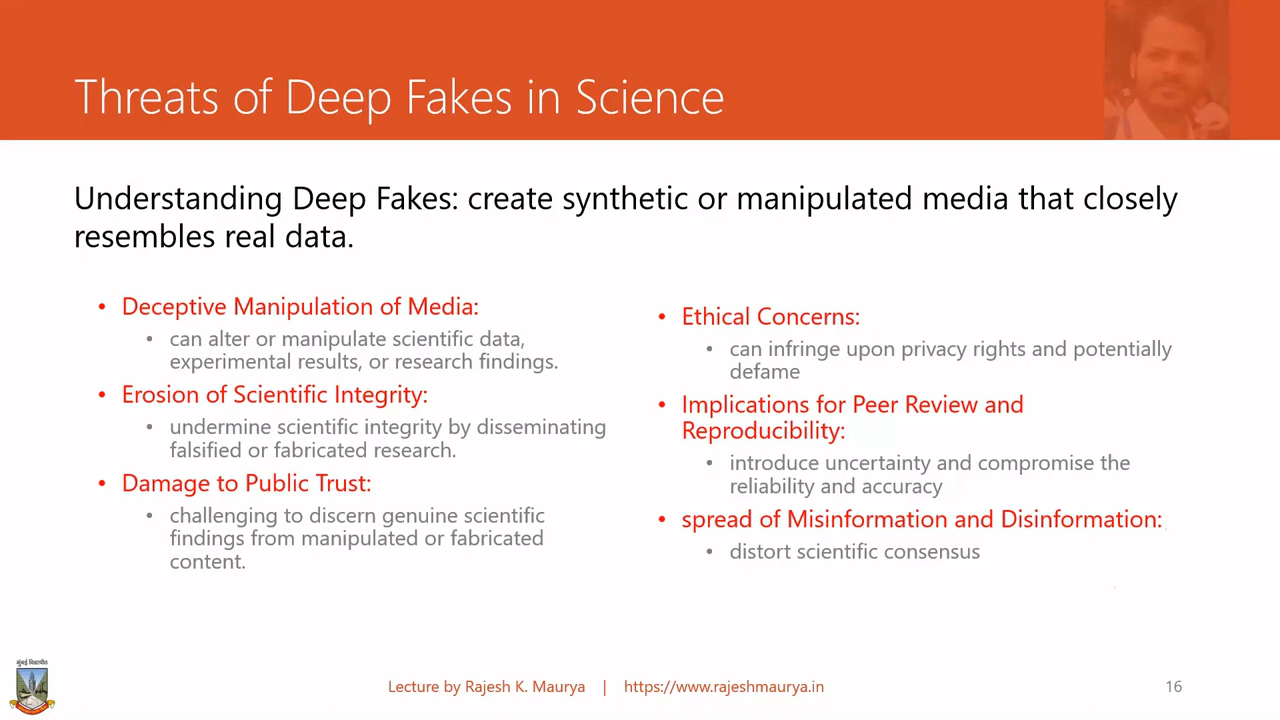 Threats of Deep Fakes in Science
Understanding Deep Fakes: create synthetic or manipulated media that closely
resembles real data.
• Deceptive Manipulation of Media:
• can alter or manipulate scientific data,
experimental results, or research findings.
• Erosion of Scientific Integrity:
• undermine scientific integrity by disseminating
falsified or fabricated research.
• Damage to Public Trust:
• challenging to discern genuine scientific
findings from manipulated or fabricated
content.
• Ethical Concerns:
• can infringe upon privacy rights and potentially
defame
• Implications for Peer Review and
Reproducibility:
• introduce uncertainty and compromise the
reliability and accuracy
• spread of Misinformation and Disinformation:
• distort scientific consensus
मुंबई विद्यापीठ
Lecture by Rajesh K. Maurya | https://www.rajeshmaurya.in
16